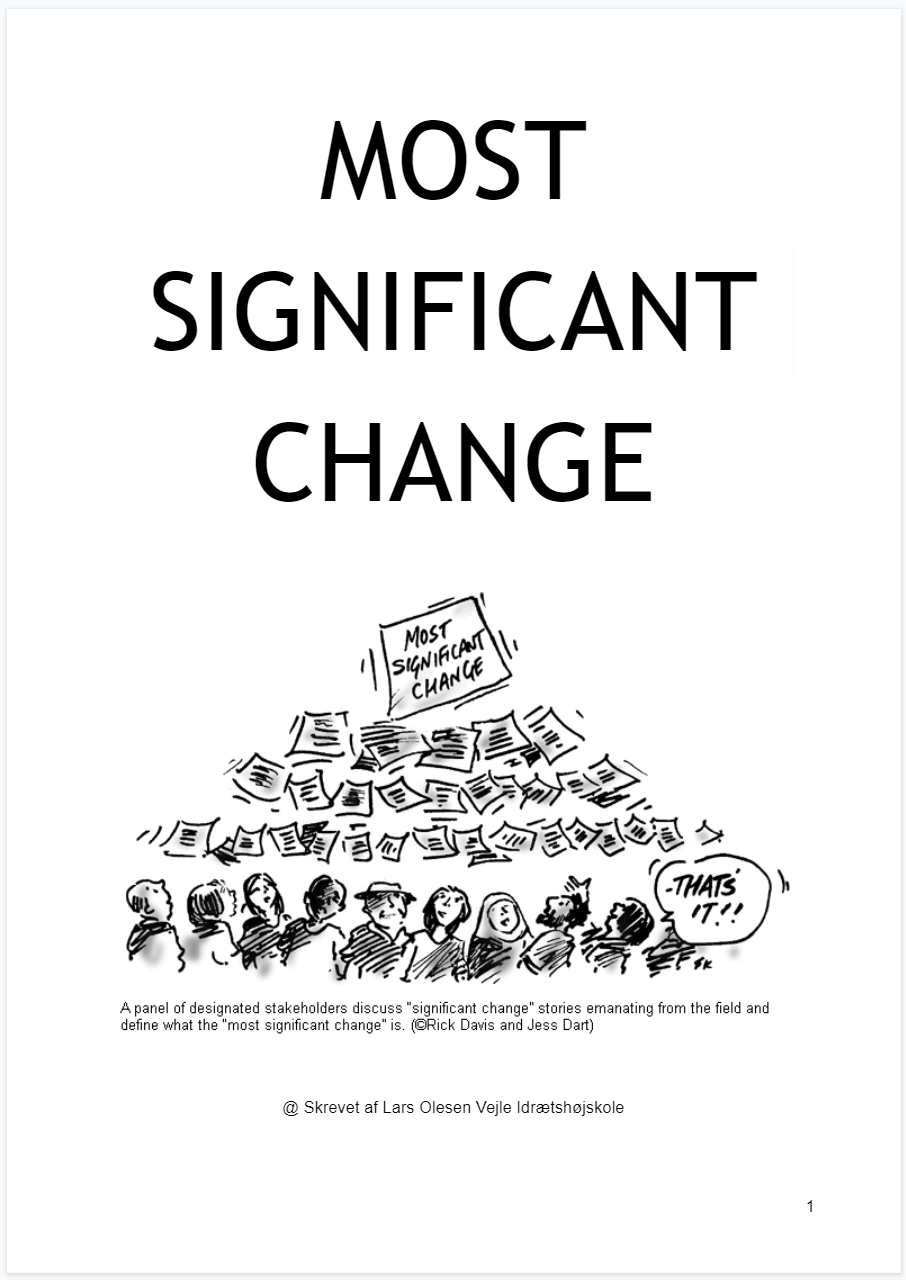 MOST
SIGNIFICANT
CHANGE
MOST
SIGNIFICANT
CHANGE
-THATS'
IT!!
SK
A panel of designated stakeholders discuss "significant change" stories emanating from the field and
define what the "most significant change" is. (©Rick Davis and Jess Dart)
@ Skrevet af Lars Olesen Vejle Idrætshøjskole
1